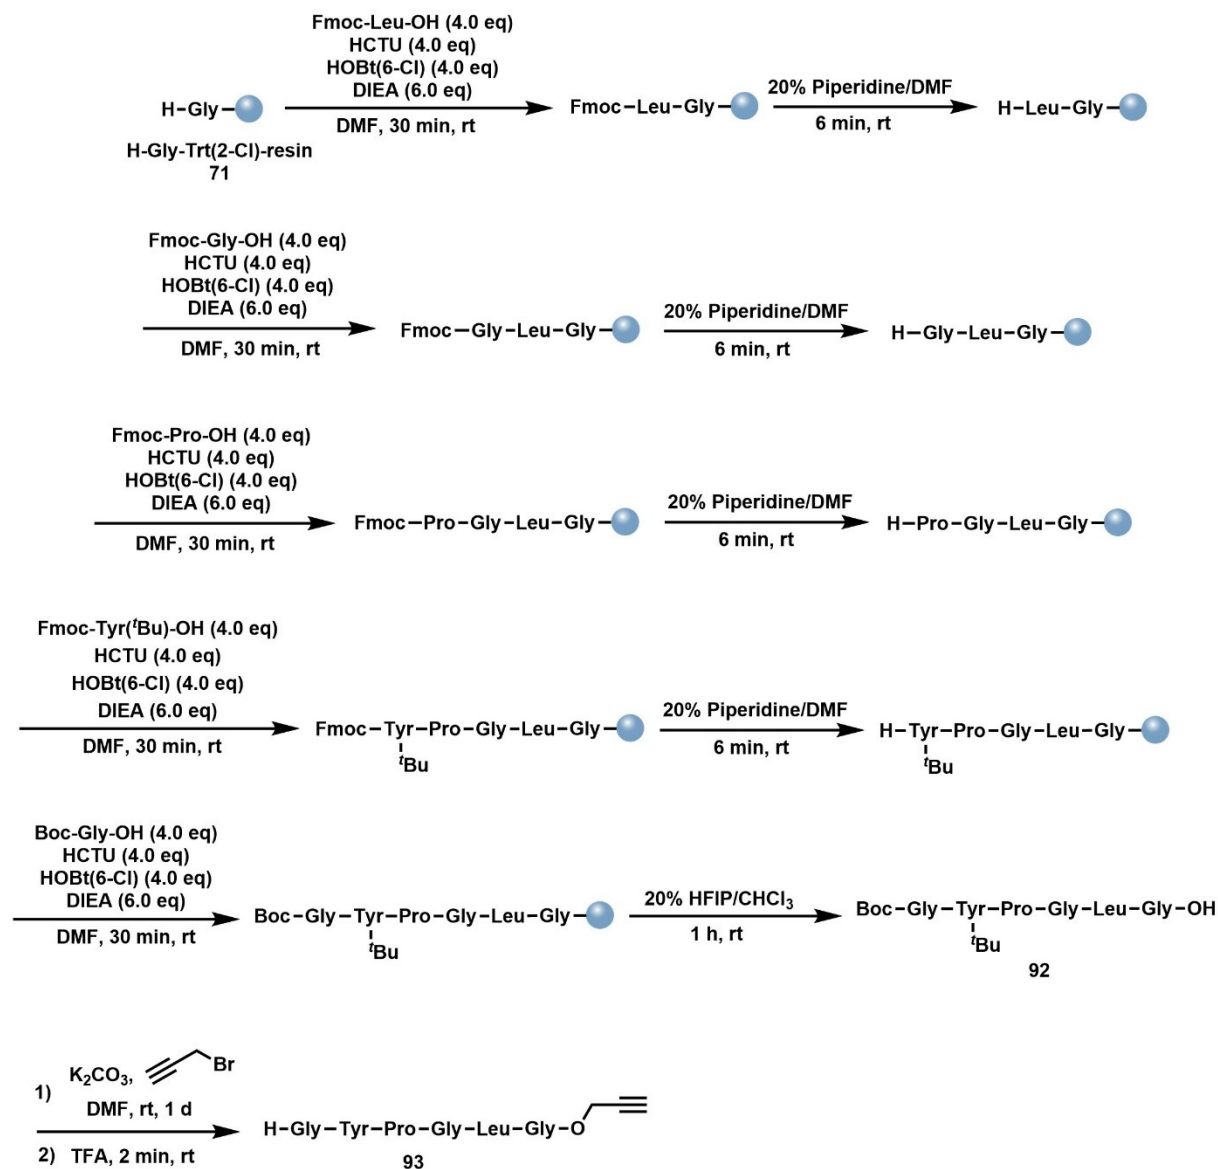 Fmoc-Leu-OH (4.0 eq)
HCTU (4.0 eq)
HOBt(6-Cl) (4.0 eq)
DIEA (6.0 eq)
DMF, 30 min, rt
H-Gly
H-Gly-Trt(2-Cl)-resin
71
Fmoc-Leu-Gly
20% Piperidine/DMF
6 min, rt
H-Leu-Gly
Fmoc-Gly-OH (4.0 eq)
HCTU (4.0 eq)
HOBt(6-Cl) (4.0 eq)
DIEA (6.0 eq)
DMF, 30 min, rt
Fmoc-Gly-Leu-Gly
20% Piperidine/DMF
6 min, rt
H-Gly-Leu-Gly
Fmoc-Pro-OH (4.0 eq)
HCTU (4.0 eq)
HOBt(6-Cl) (4.0 eq)
DIEA (6.0 eq)
DMF, 30 min, rt
Fmoc-Pro-Gly-Leu-Gly
20% Piperidine/DMF
6 min, rt
H-Pro-Gly-Leu-Gly
Fmoc-Tyr(ᵗBu)-OH (4.0 eq)
HCTU (4.0 eq)
HOBt(6-Cl) (4.0 eq)
DIEA (6.0 eq)
DMF, 30 min, rt
Fmoc-Tyr-Pro-Gly-Leu-Gly
ᵗBu
20% Piperidine/DMF
6 min, rt
H-Tyr-Pro-Gly-Leu-Gly
ᵗBu
Boc-Gly-OH (4.0 eq)
HCTU (4.0 eq)
HOBt(6-Cl) (4.0 eq)
DIEA (6.0 eq)
DMF, 30 min, rt
Boc-Gly-Tyr-Pro-Gly-Leu-Gly
ᵗBu
20% HFIP/CHCl₃
1 h, rt
Boc-Gly-Tyr-Pro-Gly-Leu-Gly-OH
ᵗBu
92
1) K₂CO₃, Br
DMF, rt, 1 d
2) TFA, 2 min, rt
H-Gly-Tyr-Pro-Gly-Leu-Gly-O
93